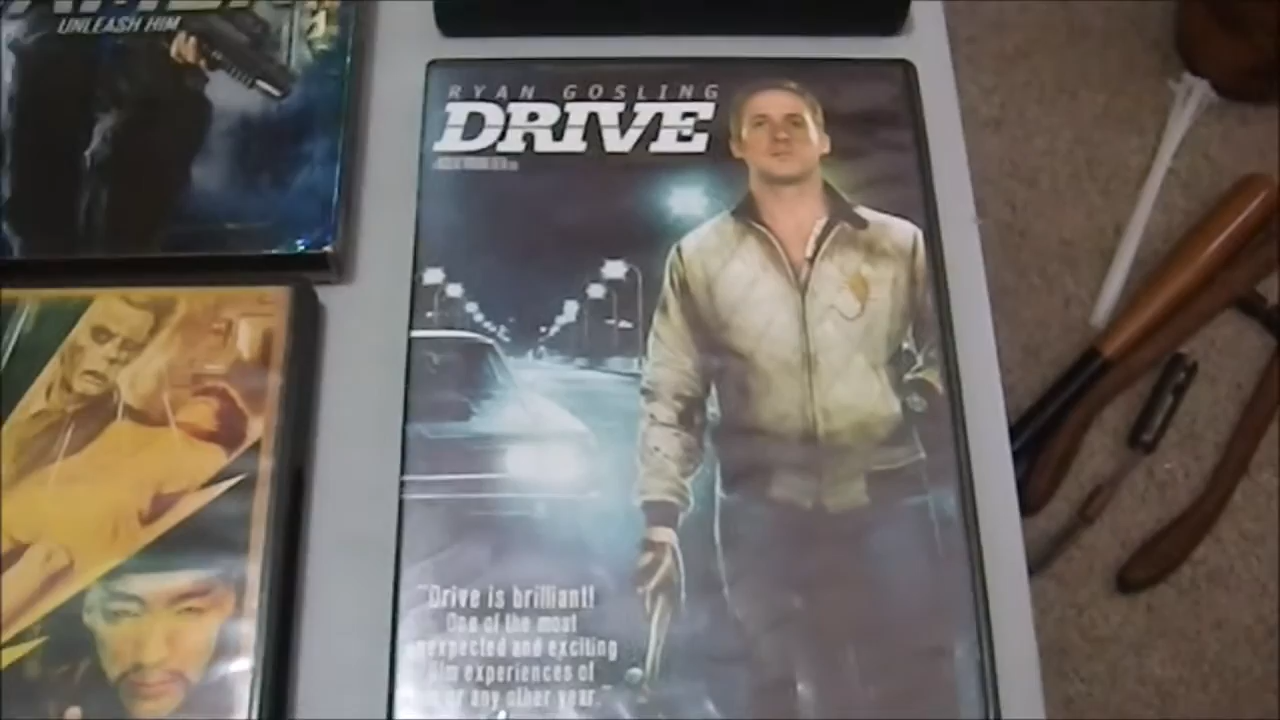 UNLEASH HIM
RYAN GOSLING
DRIVE
"Drive is brilliant!
One of the most
unexpected and exciting
film experiences of
or any other year."